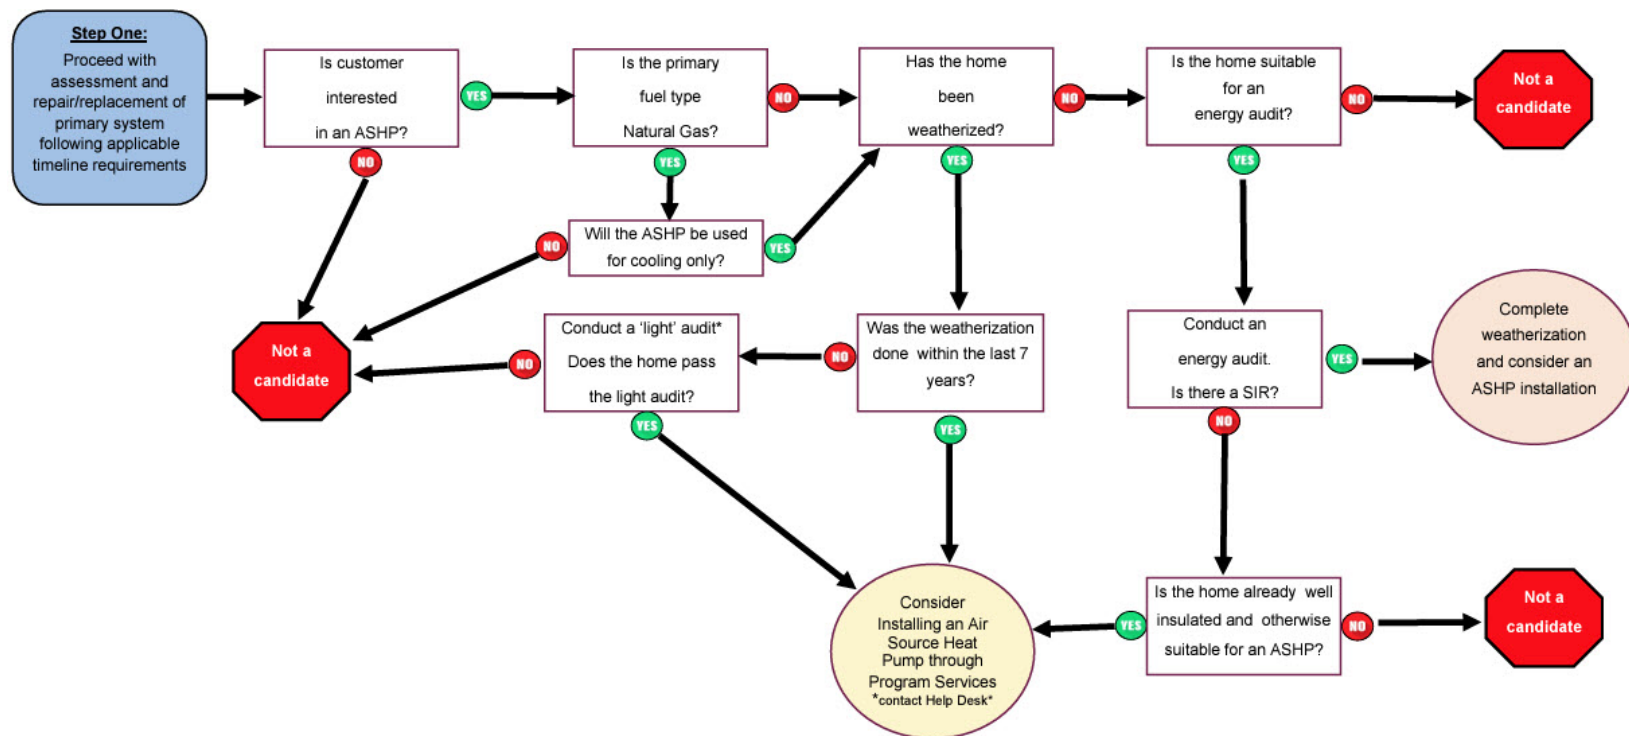 Step One:
Proceed with
assessment and
repair/replacement of
primary system
following applicable
timeline requirements
Is customer
interested
in an ASHP?
YES
NO
Is the primary
fuel type
Natural Gas?
NO
YES
Has the home
been
weatherized?
NO
YES
Is the home suitable
for an
energy audit?
NO
YES
Not a
candidate
Will the ASHP be used
for cooling only?
NO
YES
Not a
candidate
Conduct a ‘light’ audit*
Does the home pass
the light audit?
NO
YES
Was the weatherization
done within the last 7
years?
NO
YES
Conduct an
energy audit.
Is there a SIR?
YES
NO
Complete
weatherization
and consider an
ASHP installation
Consider
Installing an Air
Source Heat
Pump through
Program Services
*contact Help Desk*
Is the home already well
insulated and otherwise
suitable for an ASHP?
YES
NO
Not a
candidate